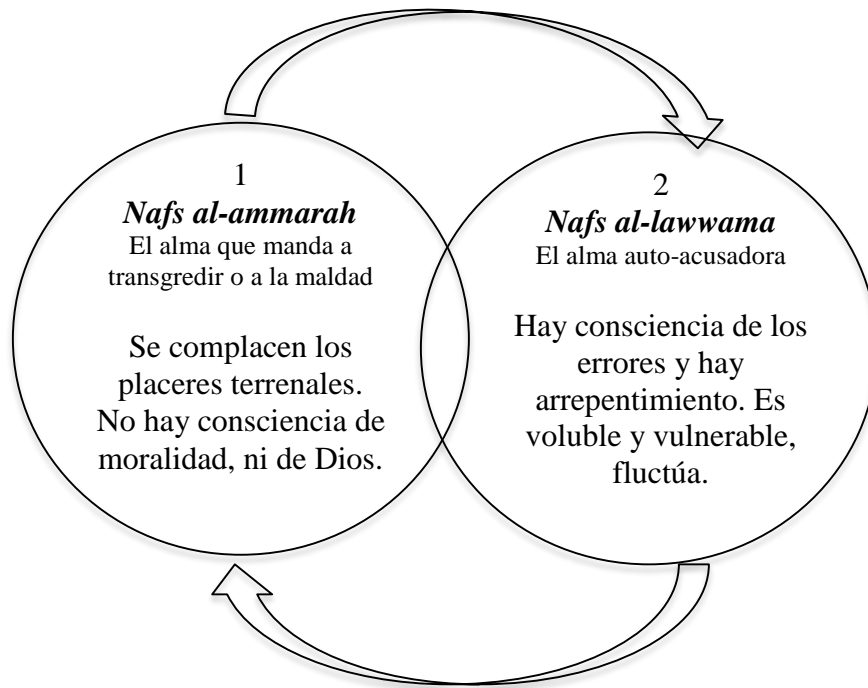 1
Nafs al-ammarah
El alma que manda a
transgredir o a la maldad
Se complacen los
placeres terrenales.
No hay consciencia de
moralidad, ni de Dios.
2
Nafs al-lawwama
El alma auto-acusadora
Hay consciencia de los
errores y hay
arrepentimiento. Es
voluble y vulnerable,
fluctúa.